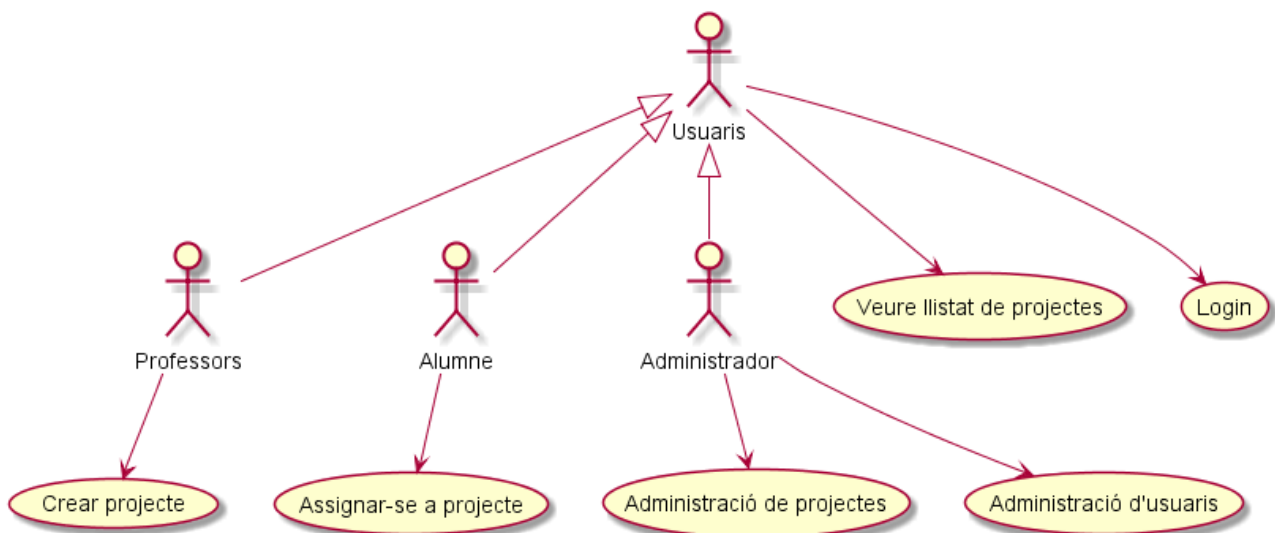 Usuaris
Professors
Alumne
Administrador
Veure llistat de projectes
Login
Crear projecte
Assignar-se a projecte
Administració de projectes
Administració d'usuaris